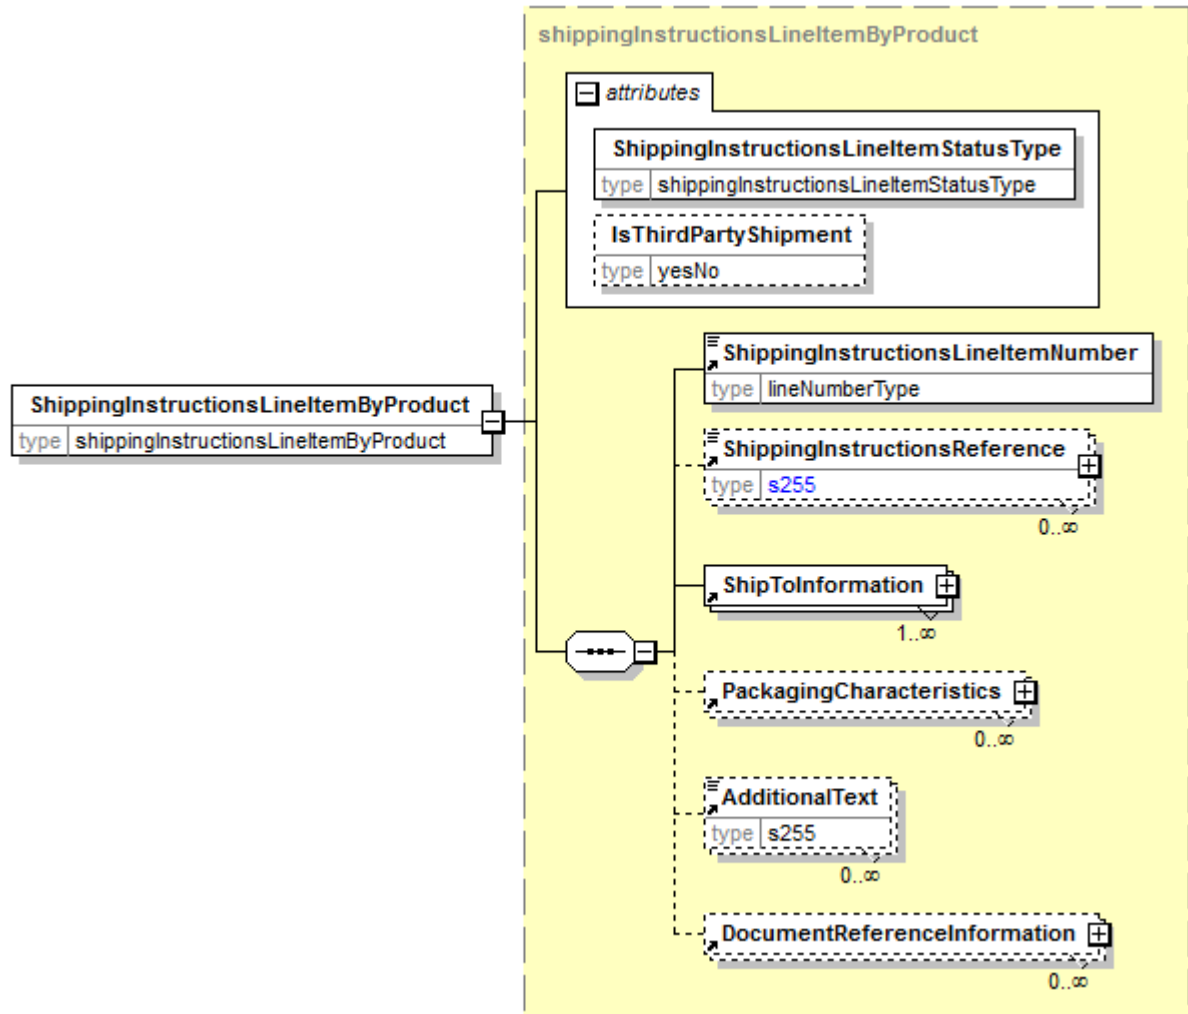 shippingInstructionsLineItemByProduct
attributes
ShippingInstructionsLineItemStatusType
type shippingInstructionsLineItemStatusType
IsThirdPartyShipment
type yesNo
ShippingInstructionsLineItemByProduct
type shippingInstructionsLineItemByProduct
ShippingInstructionsLineItemNumber
type lineNumberType
ShippingInstructionsReference
type s255
0..∞
ShipToInformation
1..∞
PackagingCharacteristics
0..∞
AdditionalText
type s255
0..∞
DocumentReferenceInformation
0..∞